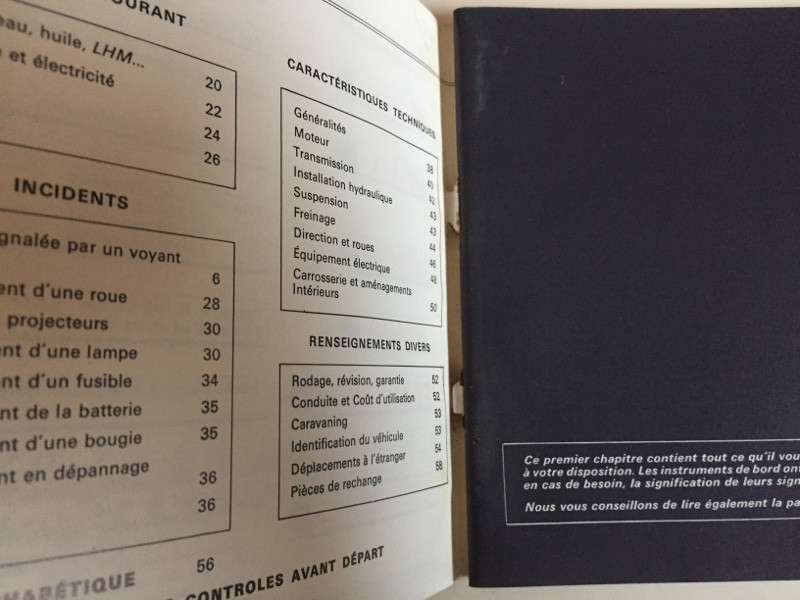 OURANT
eau, huile, LHM...
et électricité
20
22
24
26
INCIDENTS
gnalée par un voyant
6
ent d'une roue 28
projecteurs 30
nt d'une lampe 30
nt d'un fusible 34
nt de la batterie 35
nt d'une bougie 35
nt en dépannage
36
36
56
HABÉTIQUE
CARACTÉRISTIQUES TECHNIQUES
Généralités 38
Moteur 40
Transmission 42
Installation hydraulique 43
Suspension 43
Freinage 44
Direction et roues 46
Équipement électrique 48
Carrosserie et aménagements
Intérieurs 50
RENSEIGNEMENTS DIVERS
Rodage, révision, garantie 52
Conduite et Coût d'utilisation 52
Caravaning 53
Identification du véhicule 53
Déplacements à l'étranger 54
Pièces de rechange 58
CONTROLES AVANT DÉPART
Ce premier chapitre contient tout ce qu'il vou
à votre disposition. Les instruments de bord ont
en cas de besoin, la signification de leurs sign
Nous vous conseillons de lire également la pa